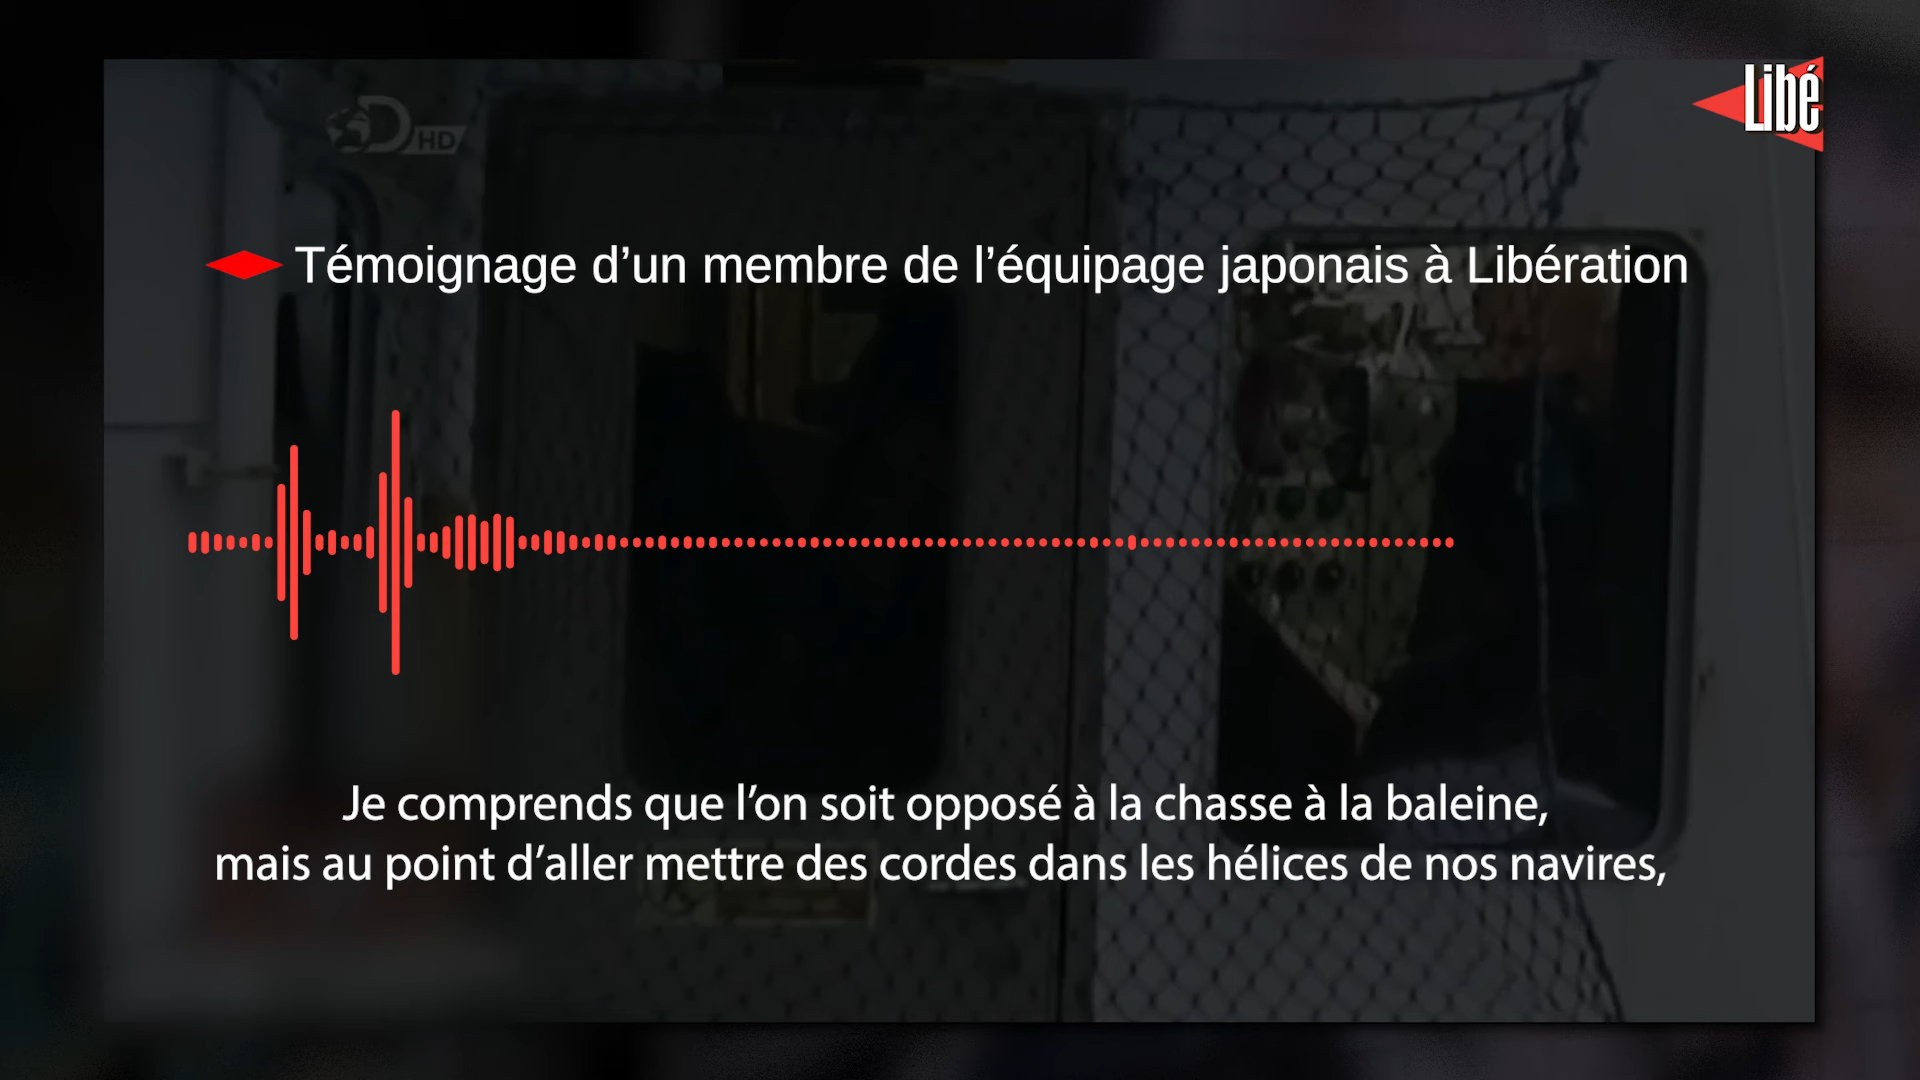 Libé
HD
Témoignage d’un membre de l’équipage japonais à Libération
Je comprends que l’on soit opposé à la chasse à la baleine,
mais au point d’aller mettre des cordes dans les hélices de nos navires,